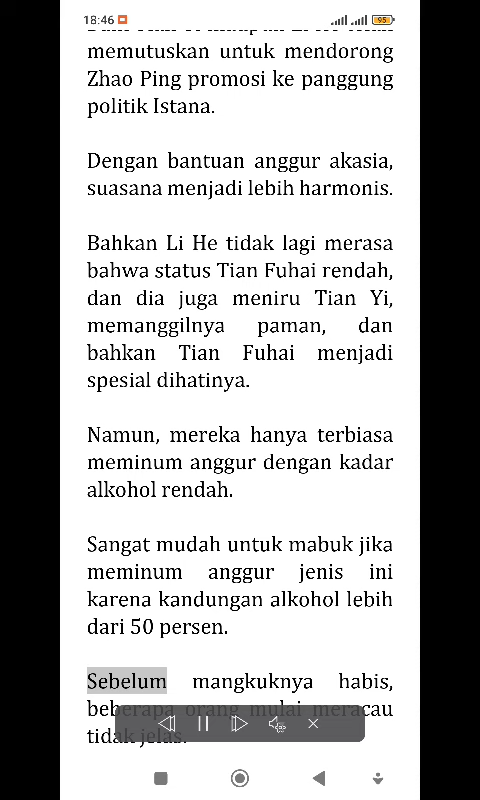 18:46
95
memutuskan untuk mendorong
Zhao Ping promosi ke panggung
politik Istana.
Dengan bantuan anggur akasia,
suasana menjadi lebih harmonis.
Bahkan Li He tidak lagi merasa
bahwa status Tian Fuhai rendah,
dan dia juga meniru Tian Yi,
memanggilnya paman, dan
bahkan Tian Fuhai menjadi
spesial dihatinya.
Namun, mereka hanya terbiasa
meminum anggur dengan kadar
alkohol rendah.
Sangat mudah untuk mabuk jika
meminum anggur jenis ini
karena kandungan alkohol lebih
dari 50 persen.
Sebelum mangkuknya habis,
beberapa orang mulai meracau
tidak jelas.